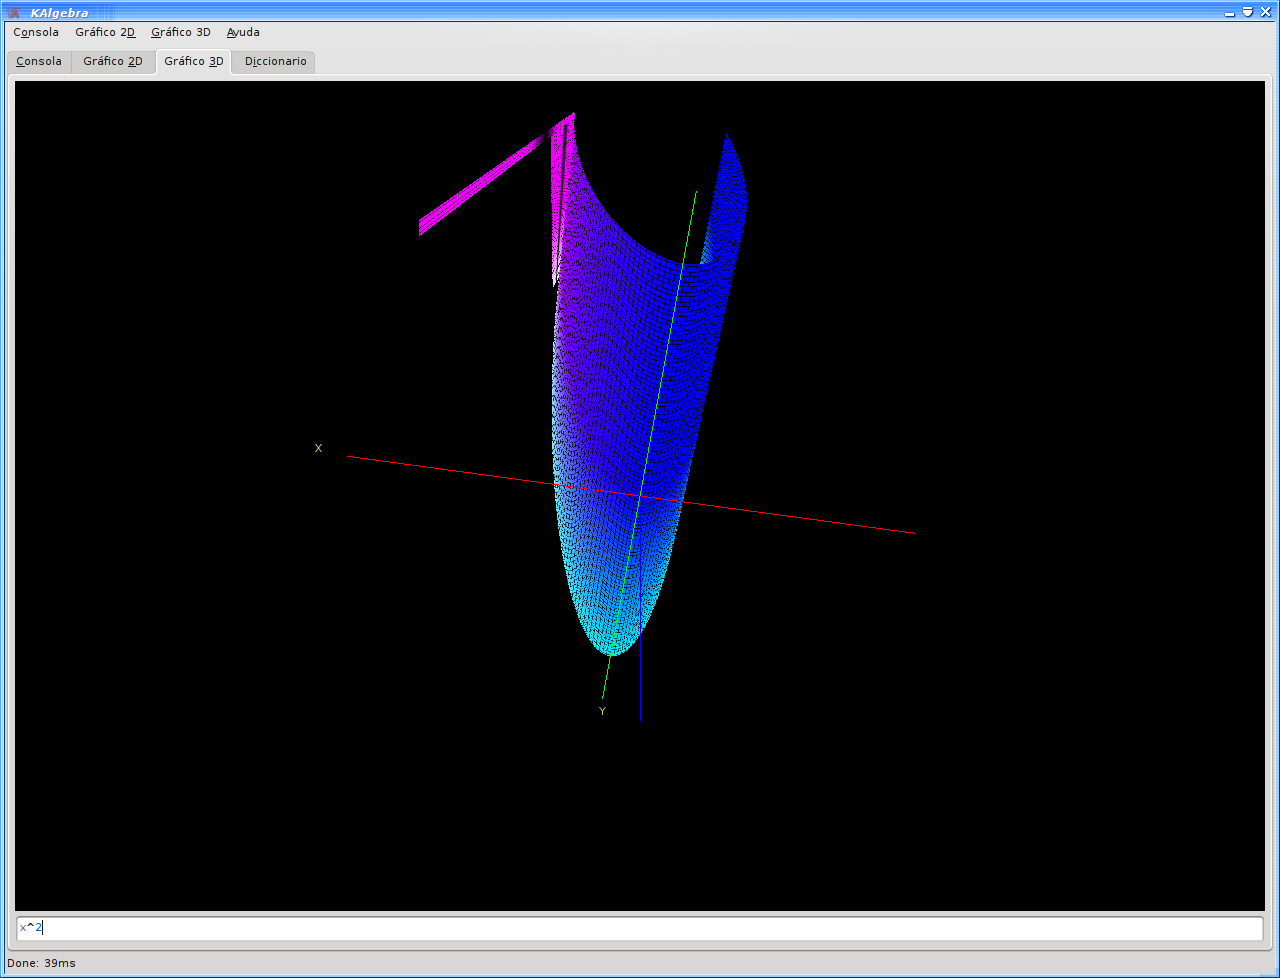 KAlgebra
Consola Gráfico 2D Gráfico 3D Ayuda
Consola Gráfico 2D Gráfico 3D Diccionario
X
Y
x^2
Done: 39ms